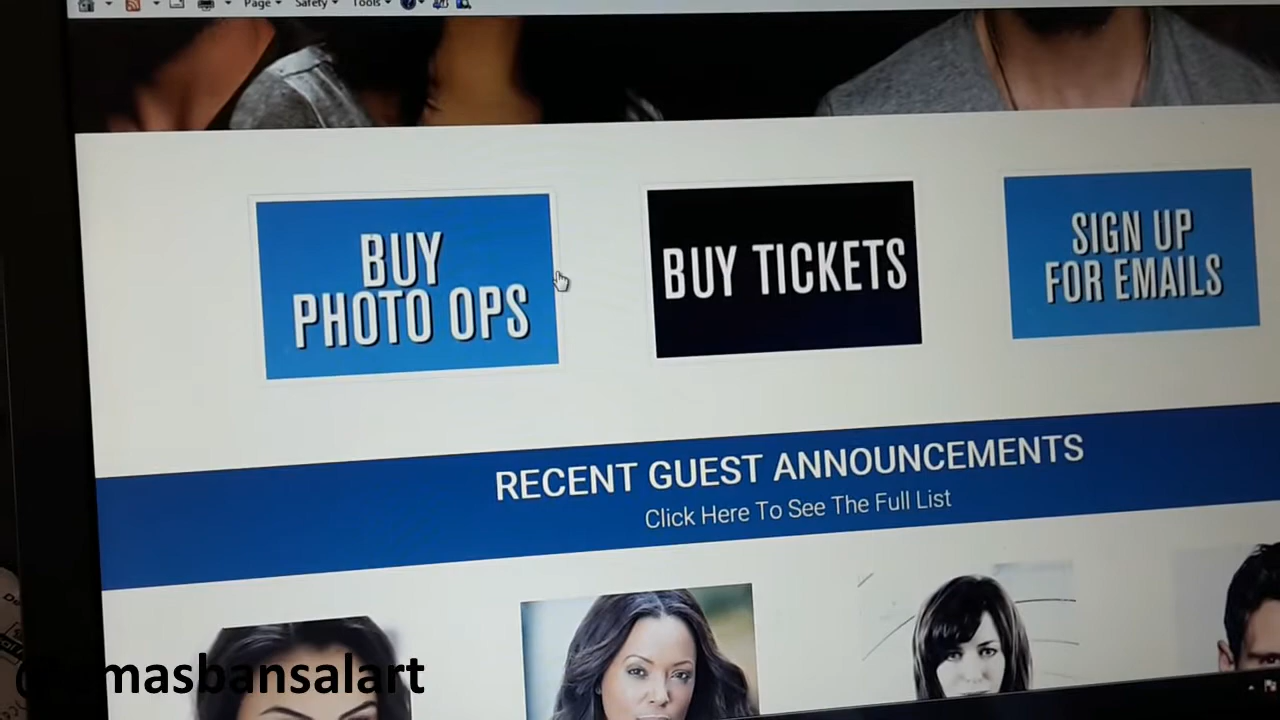 Page Safety Tools
BUY
PHOTO OPS
BUY TICKETS
SIGN UP
FOR EMAILS
RECENT GUEST ANNOUNCEMENTS
Click Here To See The Full List